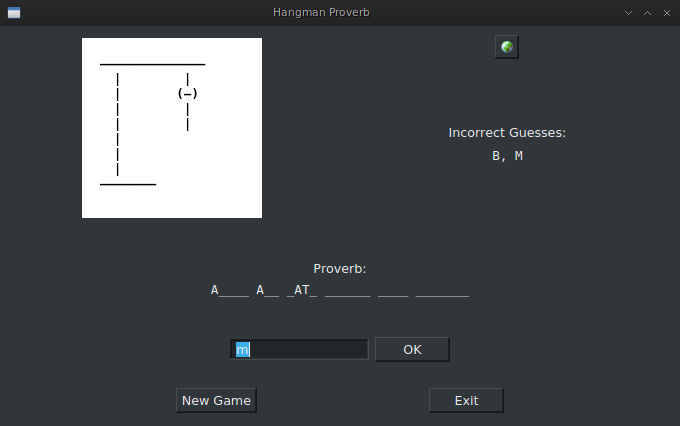 Hangman Proverb
(—)
Incorrect Guesses:
B, M
Proverb:
A____ A__ _AT_ ______ ____ _______
m
OK
New Game
Exit